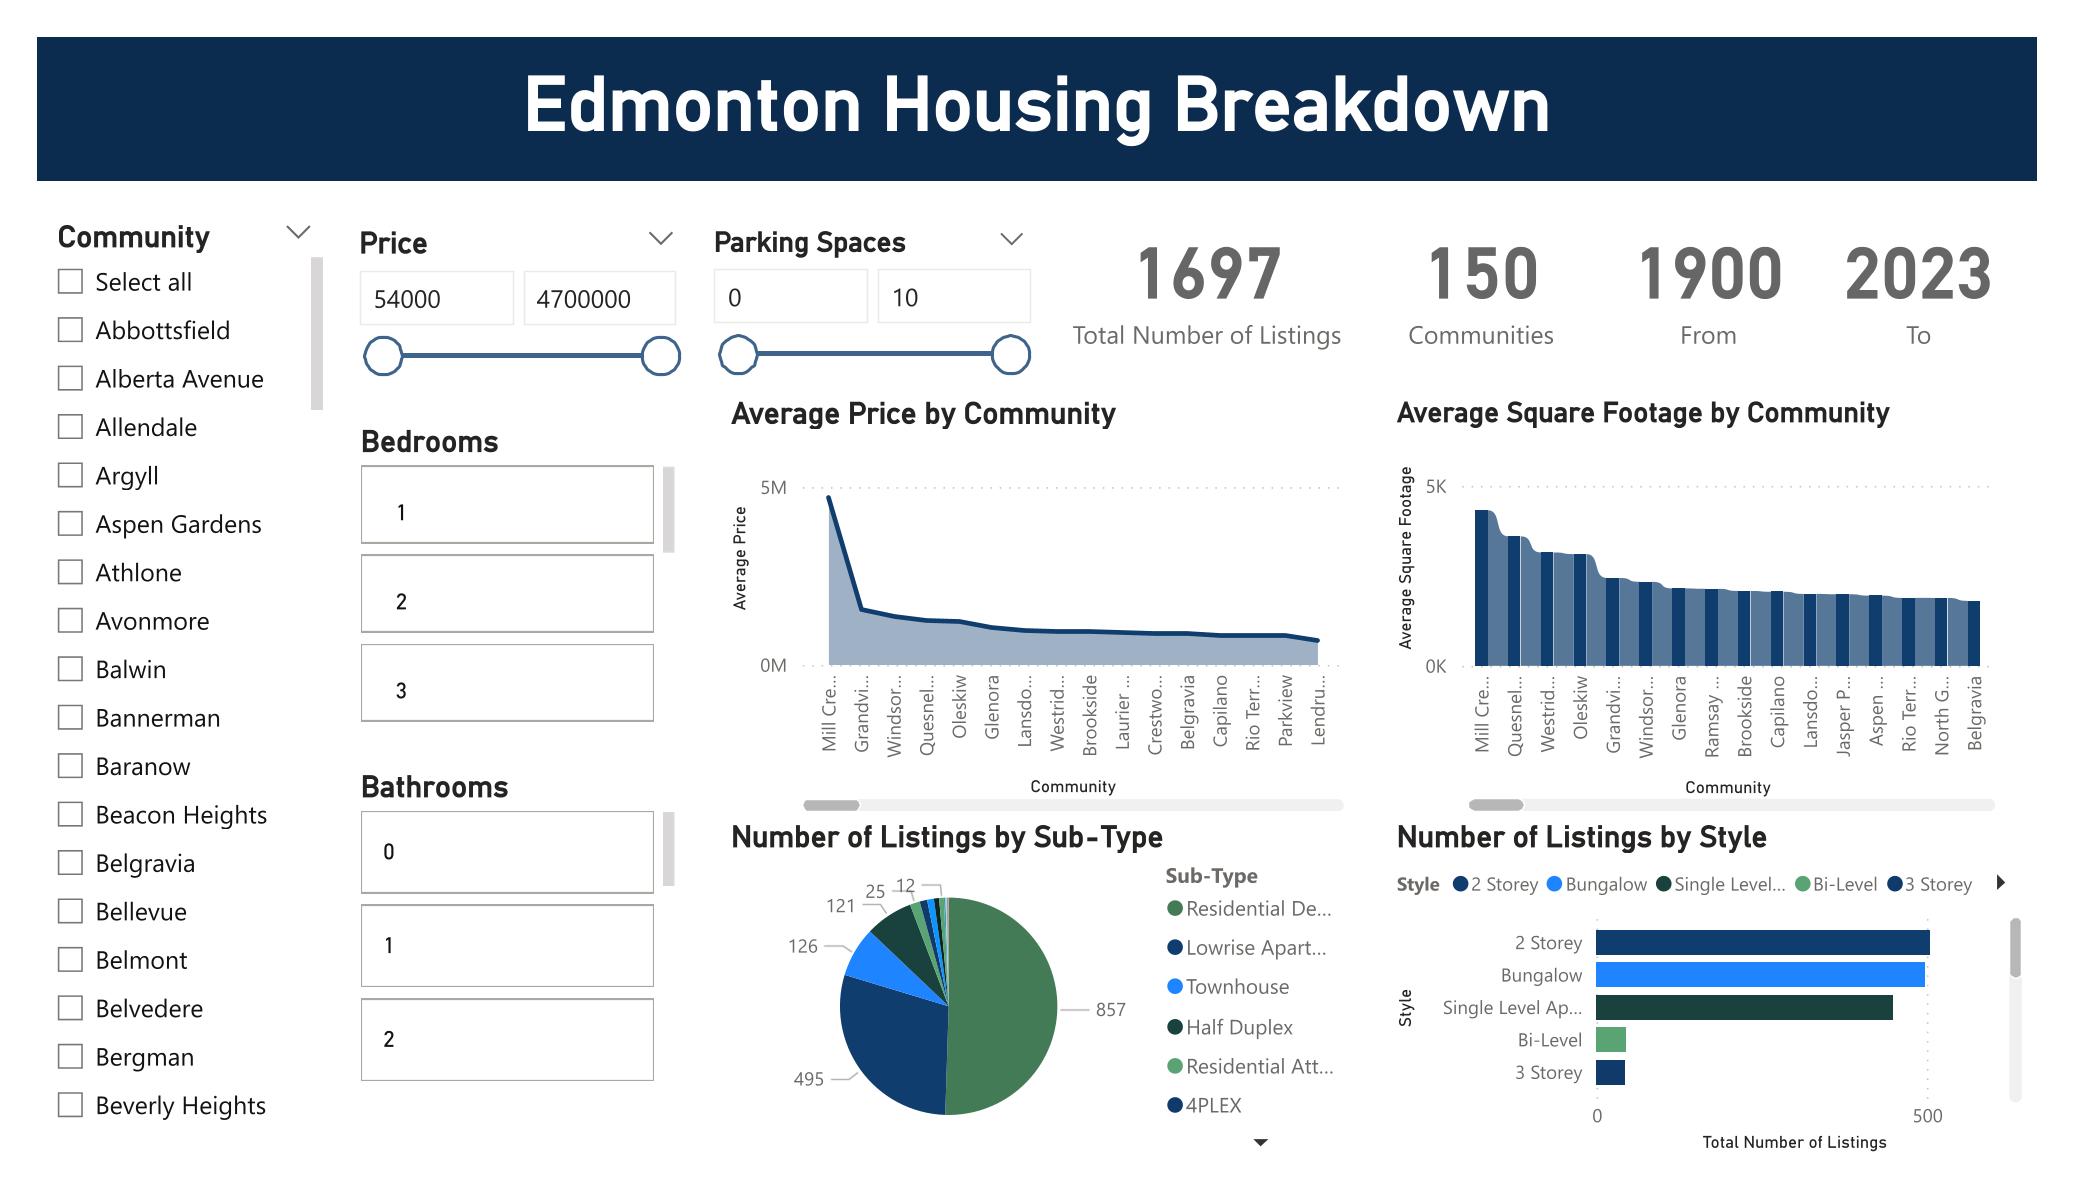 Edmonton Housing Breakdown
Community
Select all
Abbottsfield
Alberta Avenue
Allendale
Argyll
Aspen Gardens
Athlone
Avonmore
Balwin
Bannerman
Baranow
Beacon Heights
Belgravia
Bellevue
Belmont
Belvedere
Bergman
Beverly Heights
Price
54000 4700000
Parking Spaces
0 10
1697
Total Number of Listings
150
Communities
1900
From
2023
To
Bedrooms
1
2
3
Bathrooms
0
1
2
Average Price by Community
Average Price
5M
0M
Mill Cre...
Grandvi...
Windsor...
Quesnel...
Oleskiw
Glenora
Lansdo...
Westrid...
Brookside
Laurier ...
Crestwo...
Belgravia
Capilano
Rio Terr...
Parkview
Lendru...
Community
Average Square Footage by Community
Average Square Footage
5K
0K
Mill Cre...
Quesnel...
Westrid...
Oleskiw
Grandvi...
Windsor...
Glenora
Ramsay ...
Brookside
Capilano
Lansdo...
Jasper P...
Aspen ...
Rio Terr...
North G...
Belgravia
Community
Number of Listings by Sub-Type
12
25
121
126
495
857
Sub-Type
Residential De...
Lowrise Apart...
Townhouse
Half Duplex
Residential Att...
4PLEX
Number of Listings by Style
Style 2 Storey Bungalow Single Level... Bi-Level 3 Storey
Style
2 Storey
Bungalow
Single Level Ap...
Bi-Level
3 Storey
0 500
Total Number of Listings